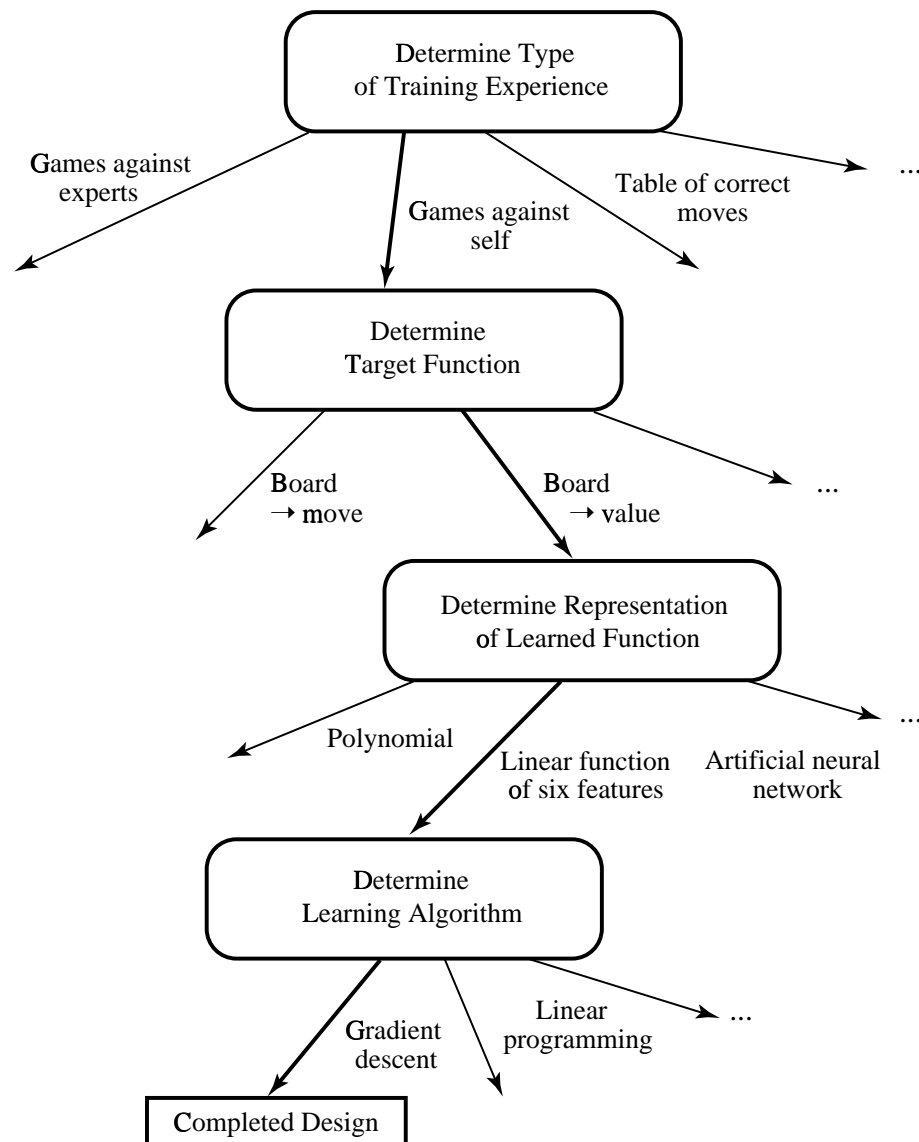 Determine Type
of Training Experience
Games against
experts
Games against
self
Table of correct
moves
...
Determine
Target Function
Board
→ move
Board
→ value
...
Determine Representation
of Learned Function
Polynomial
Linear function
of six features
Artificial neural
network
...
Determine
Learning Algorithm
Gradient
descent
Linear
programming
...
Completed Design